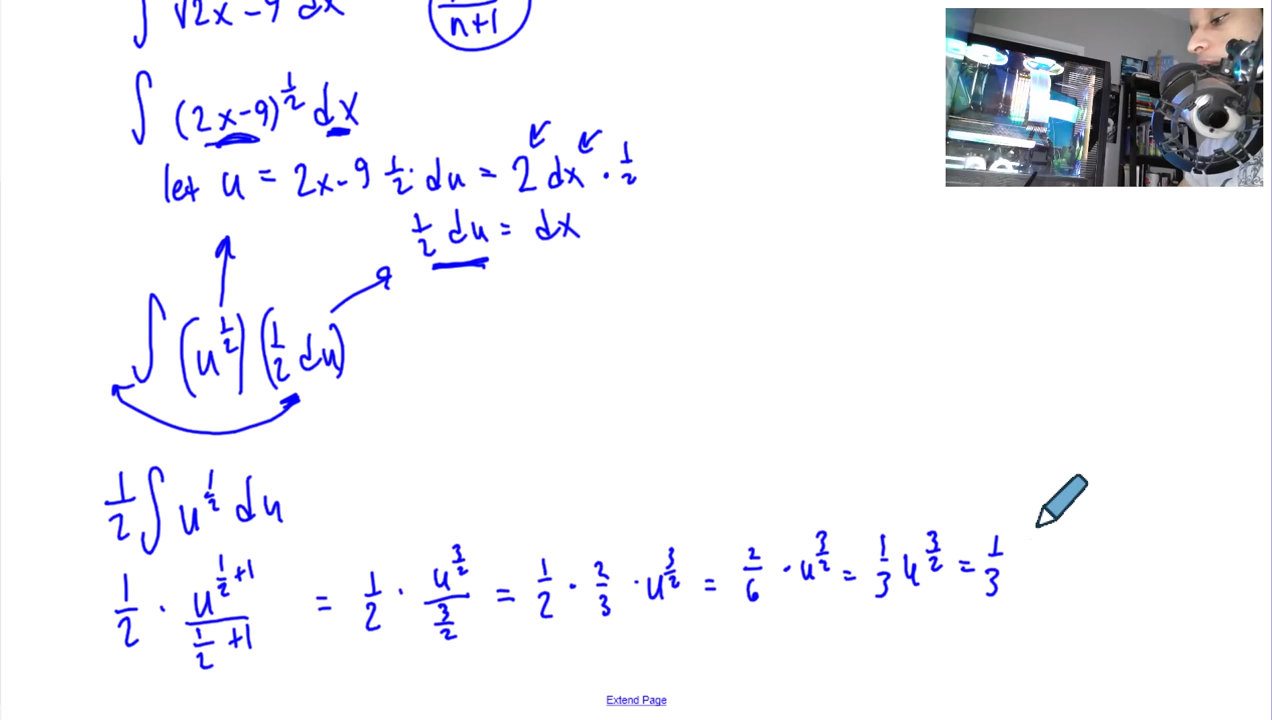 ∫ √2x-9 dx
n+1
∫ (2x-9)^(1/2) dx
let u = 2x-9 1/2 · du = 2 dx · 1/2
1/2 du = dx
∫ (u^(1/2)) (1/2 du)
1/2 ∫ u^(1/2) du
1/2 · u^(1/2 +1) / (1/2 +1) = 1/2 · u^(3/2) / (3/2) = 1/2 · 2/3 · u^(3/2) = 2/6 · u^(3/2) = 1/3 u^(3/2) = 1/3
Extend Page